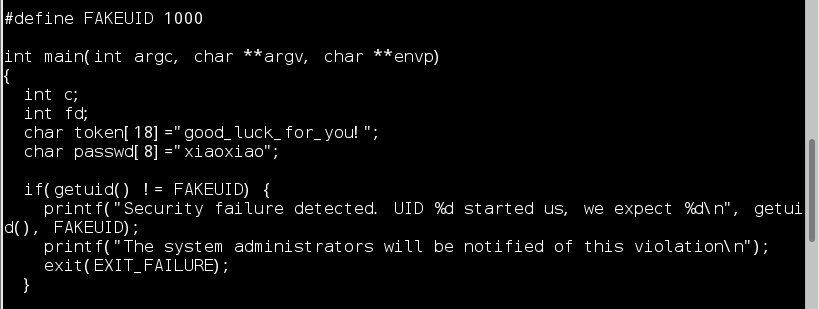 #define FAKEUID 1000
int main(int argc, char **argv, char **envp)
{
int c;
int fd;
char token[18]="good_luck_for_you!";
char passwd[8]="xiaoxiao";
if(getuid() != FAKEUID) {
printf("Security failure detected. UID %d started us, we expect %d\n", getui
d(), FAKEUID);
printf("The system administrators will be notified of this violation\n");
exit(EXIT_FAILURE);
}